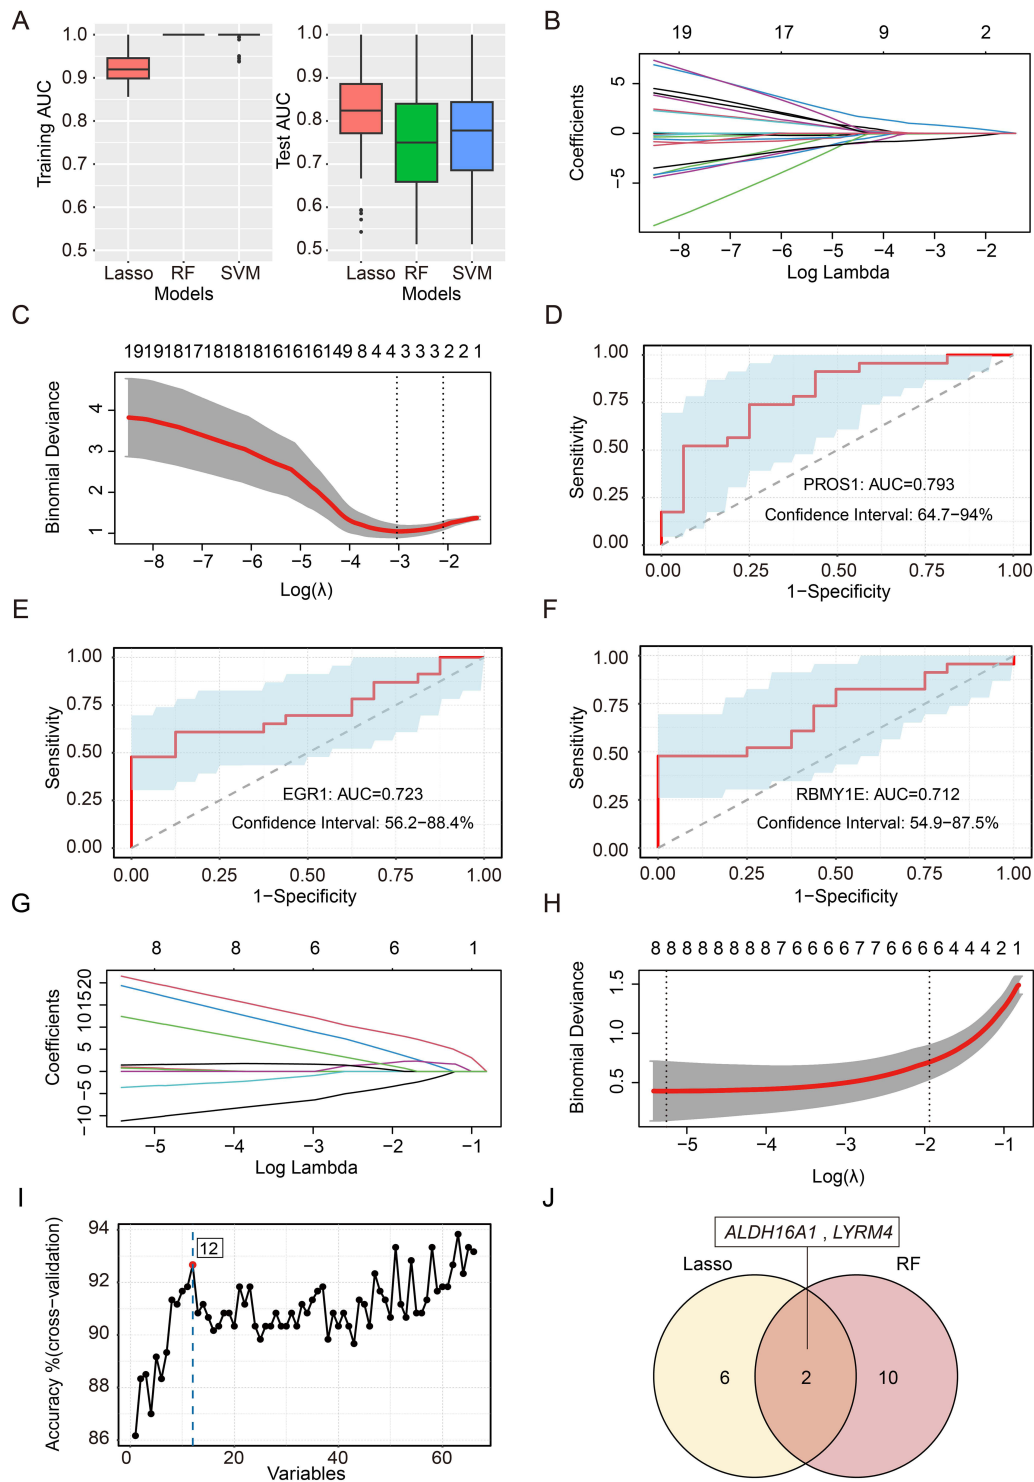 A
Training AUC
1.0
0.9
0.8
0.7
0.6
0.5
Lasso RF SVM
Models
Test AUC
1.0
0.9
0.8
0.7
0.6
0.5
Lasso RF SVM
Models
B
19 17 9 2
Coefficients
5
0
−5
−8 −7 −6 −5 −4 −3 −2
Log Lambda
C
19191817181818161616149 8 4 4 3 3 3 2 2 1
Binomial Deviance
4
3
2
1
−8 −7 −6 −5 −4 −3 −2
Log(λ)
D
Sensitivity
1.00
0.75
0.50
0.25
0.00
PROS1: AUC=0.793
Confidence Interval: 64.7−94%
0.00 0.25 0.50 0.75 1.00
1−Specificity
E
Sensitivity
1.00
0.75
0.50
0.25
0.00
EGR1: AUC=0.723
Confidence Interval: 56.2−88.4%
0.00 0.25 0.50 0.75 1.00
1−Specificity
F
Sensitivity
1.00
0.75
0.50
0.25
0.00
RBMY1E: AUC=0.712
Confidence Interval: 54.9−87.5%
0.00 0.25 0.50 0.75 1.00
1−Specificity
G
8 8 6 6 1
Coefficients
20
15
10
5
0
−5
−10
−5 −4 −3 −2 −1
Log Lambda
H
8 8 8 8 8 8 8 7 6 6 6 6 7 7 6 6 6 6 4 4 4 2 1
Binomial Deviance
1.5
1.0
0.5
−5 −4 −3 −2 −1
Log(λ)
I
Accuracy %(cross−validation)
94
92
90
88
86
12
0 20 40 60
Variables
J
ALDH16A1 , LYRM4
Lasso RF
6 2 10